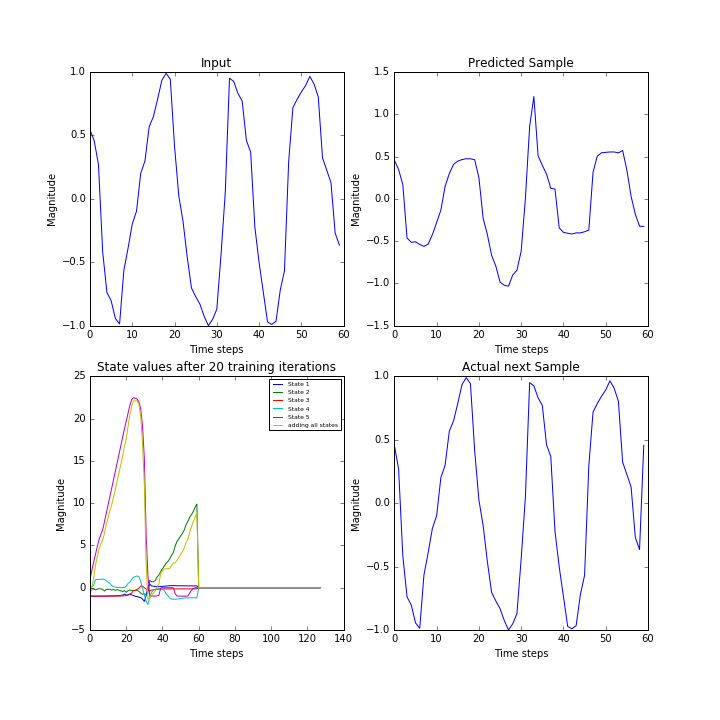 Input
1.0
0.5
0.0
−0.5
−1.0
Magnitude
0 10 20 30 40 50 60
Time steps
Predicted Sample
1.5
1.0
0.5
0.0
−0.5
−1.0
−1.5
Magnitude
0 10 20 30 40 50 60
Time steps
State values after 20 training iterations
25
20
15
10
5
0
−5
Magnitude
State 1
State 2
State 3
State 4
State 5
adding all states
0 20 40 60 80 100 120 140
Time steps
Actual next Sample
1.0
0.5
0.0
−0.5
−1.0
Magnitude
0 10 20 30 40 50 60
Time steps